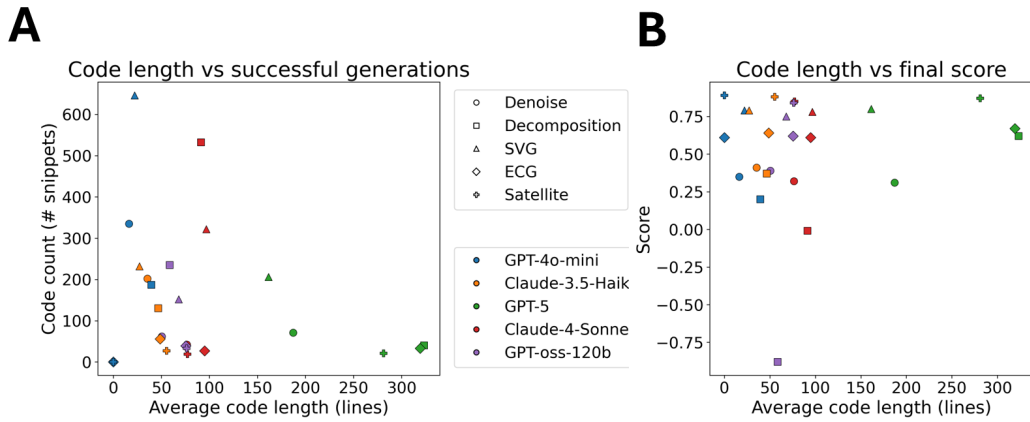 A
B
Code length vs successful generations
Code length vs final score
600
500
400
300
200
100
0
Code count (# snippets)
0 50 100 150 200 250 300
Average code length (lines)
Denoise
Decomposition
SVG
ECG
Satellite
GPT-4o-mini
Claude-3.5-Haik
GPT-5
Claude-4-Sonne
GPT-oss-120b
0.75
0.50
0.25
0.00
−0.25
−0.50
−0.75
Score
0 50 100 150 200 250 300
Average code length (lines)